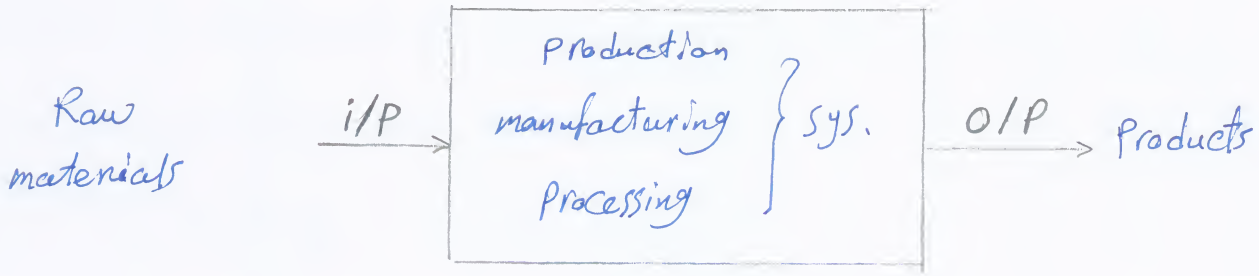 Raw
materials
i/P
Production
manufacturing
Processing
sys.
O/P
Products